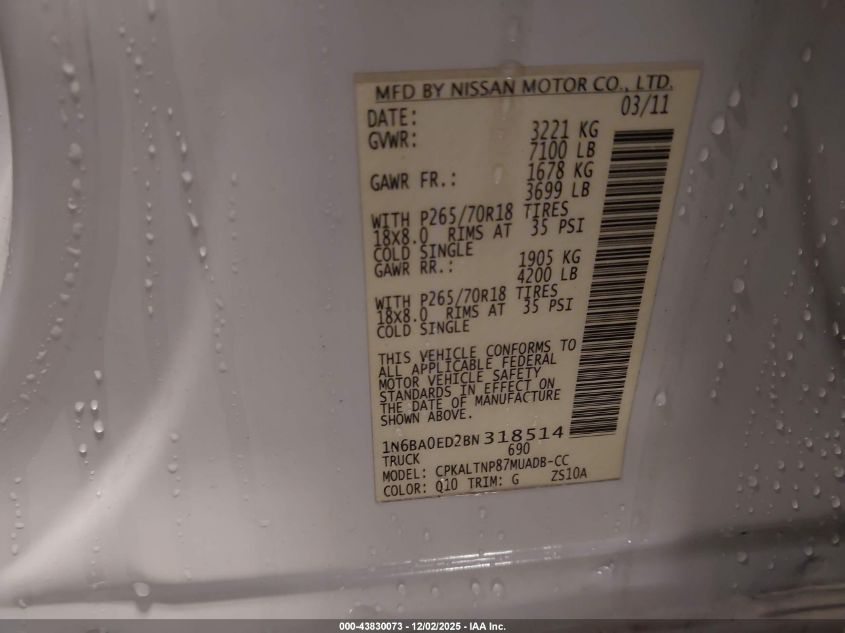 MFD BY NISSAN MOTOR CO., LTD.
DATE: 03/11
GVWR: 3221 KG
7100 LB
GAWR FR.: 1678 KG
3699 LB
WITH P265/70R18 TIRES
18x8.0 RIMS AT 35 PSI
COLD SINGLE
GAWR RR.: 1905 KG
4200 LB
WITH P265/70R18 TIRES
18x8.0 RIMS AT 35 PSI
COLD SINGLE
THIS VEHICLE CONFORMS TO
ALL APPLICABLE FEDERAL
MOTOR VEHICLE SAFETY
STANDARDS IN EFFECT ON
THE DATE OF MANUFACTURE
SHOWN ABOVE.
1N6BA0ED2BN318514
TRUCK 690
MODEL: CPKALTNP87MUADB-CC
COLOR: Q10 TRIM: G ZS10A
000-43830073 - 12/02/2025 - IAA Inc.